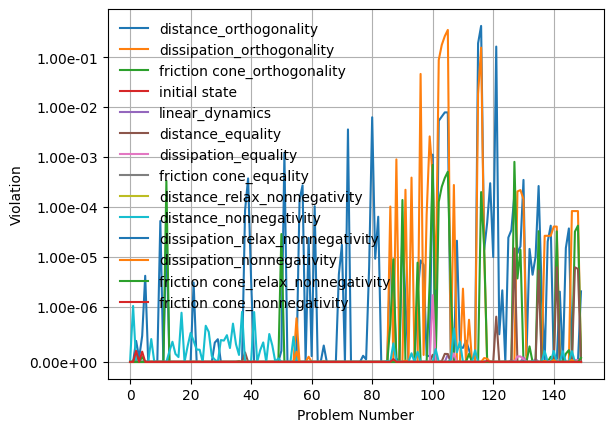 distance_orthogonality
dissipation_orthogonality
friction cone_orthogonality
initial state
linear_dynamics
distance_equality
dissipation_equality
friction cone_equality
distance_relax_nonnegativity
distance_nonnegativity
dissipation_relax_nonnegativity
dissipation_nonnegativity
friction cone_relax_nonnegativity
friction cone_nonnegativity
1.00e-01
1.00e-02
1.00e-03
1.00e-04
1.00e-05
1.00e-06
0.00e+00
Violation
0 20 40 60 80 100 120 140
Problem Number